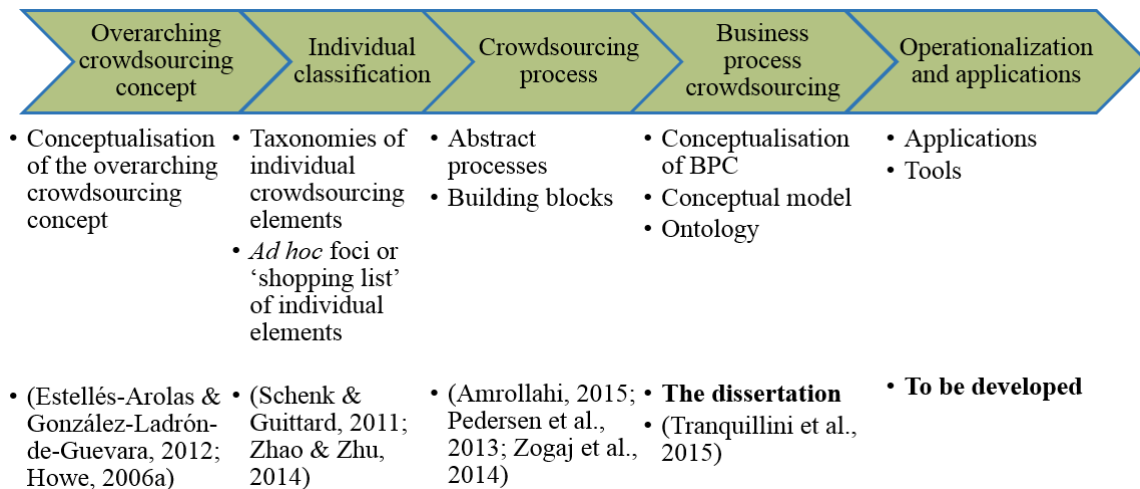 Overarching
crowdsourcing
concept
Individual
classification
Crowdsourcing
process
Business
process
crowdsourcing
Operationalization
and applications
• Conceptualisation
of the overarching
crowdsourcing
concept
• Taxonomies of
individual
crowdsourcing
elements
• Ad hoc foci or
‘shopping list’
of individual
elements
• Abstract
processes
• Building blocks
• Conceptualisation
of BPC
• Conceptual model
• Ontology
• Applications
• Tools
• (Estellés-Arolas &
González-Ladrón-
de-Guevara, 2012;
Howe, 2006a)
• (Schenk &
Guittard, 2011;
Zhao & Zhu,
2014)
• (Amrollahi, 2015;
Pedersen et al.,
2013; Zogaj et al.,
2014)
• The dissertation
• (Tranquillini et al.,
2015)
• To be developed